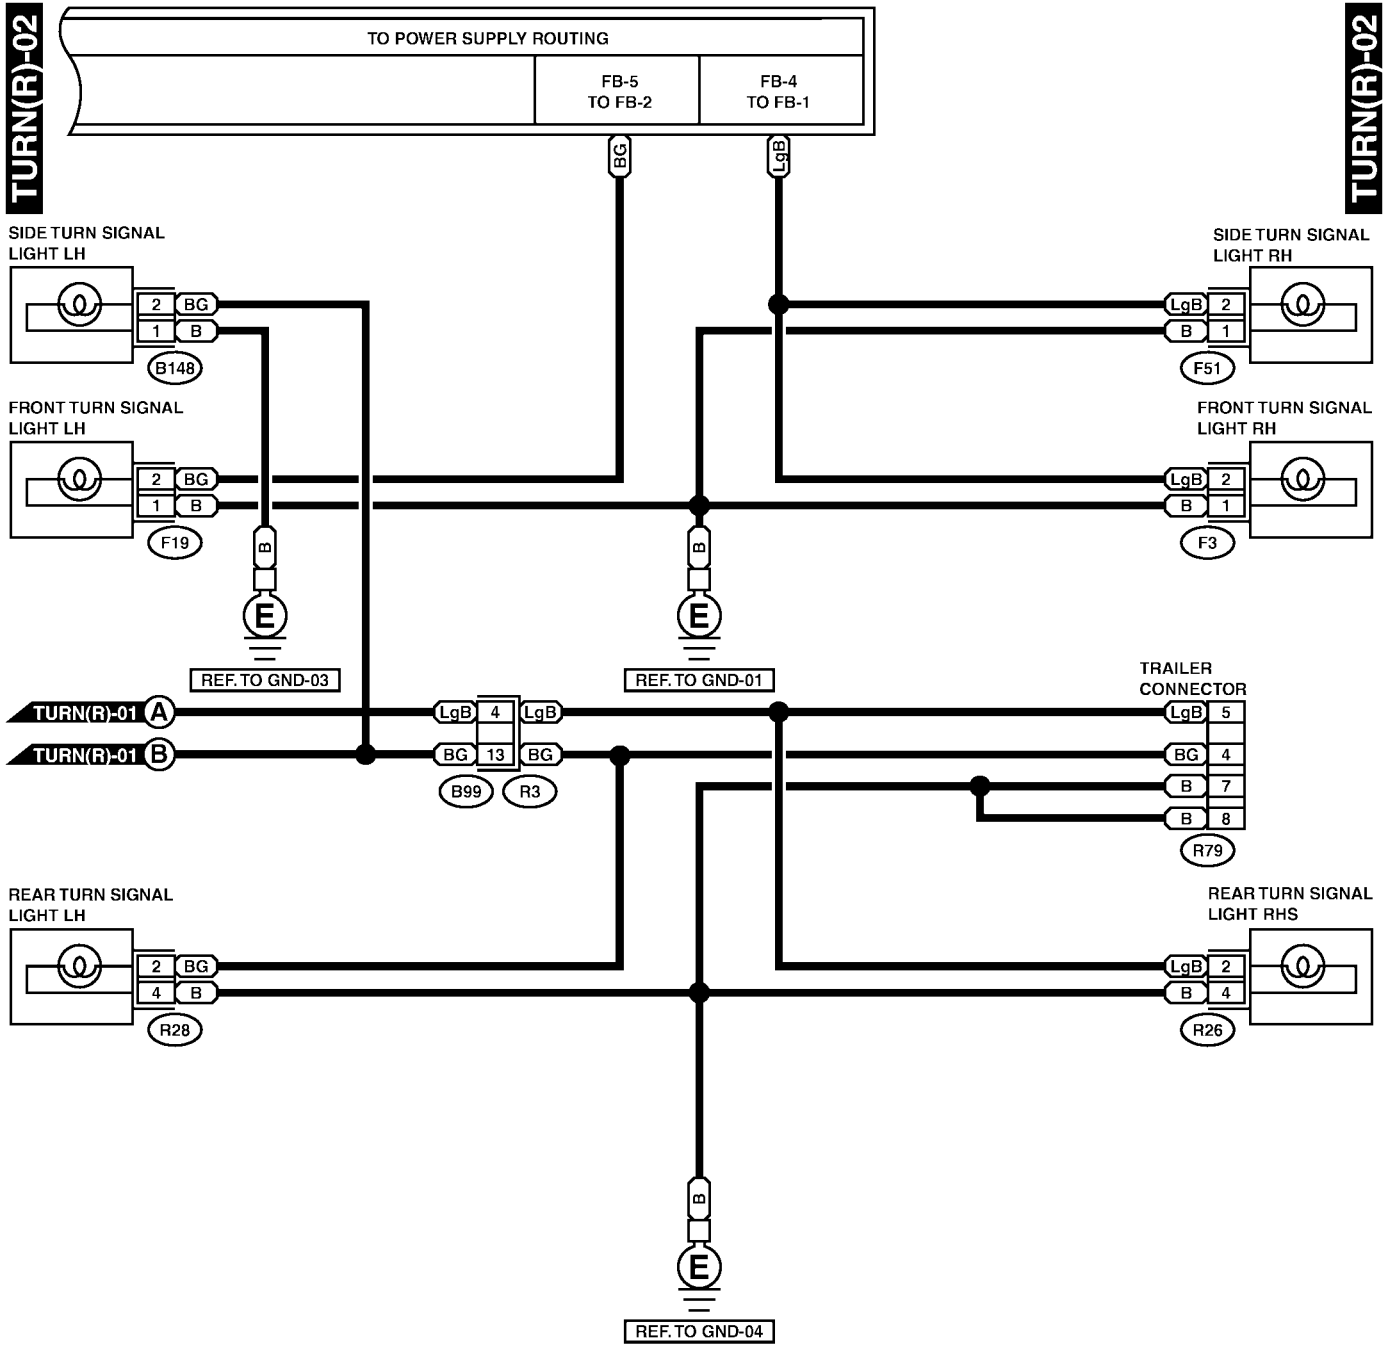 TURN(R)-02
TURN(R)-02
TO POWER SUPPLY ROUTING
FB-5
TO FB-2
FB-4
TO FB-1
BG
LgB
SIDE TURN SIGNAL
LIGHT LH
2 BG
1 B
B148
SIDE TURN SIGNAL
LIGHT RH
LgB 2
B 1
F51
FRONT TURN SIGNAL
LIGHT LH
2 BG
1 B
F19
FRONT TURN SIGNAL
LIGHT RH
LgB 2
B 1
F3
B
E
REF. TO GND-03
B
E
REF. TO GND-01
TURN(R)-01 A
TURN(R)-01 B
LgB 4 LgB
BG 13 BG
B99 R3
TRAILER
CONNECTOR
LgB 5
BG 4
B 7
B 8
R79
REAR TURN SIGNAL
LIGHT LH
2 BG
4 B
R28
REAR TURN SIGNAL
LIGHT RHS
LgB 2
B 4
R26
B
E
REF. TO GND-04